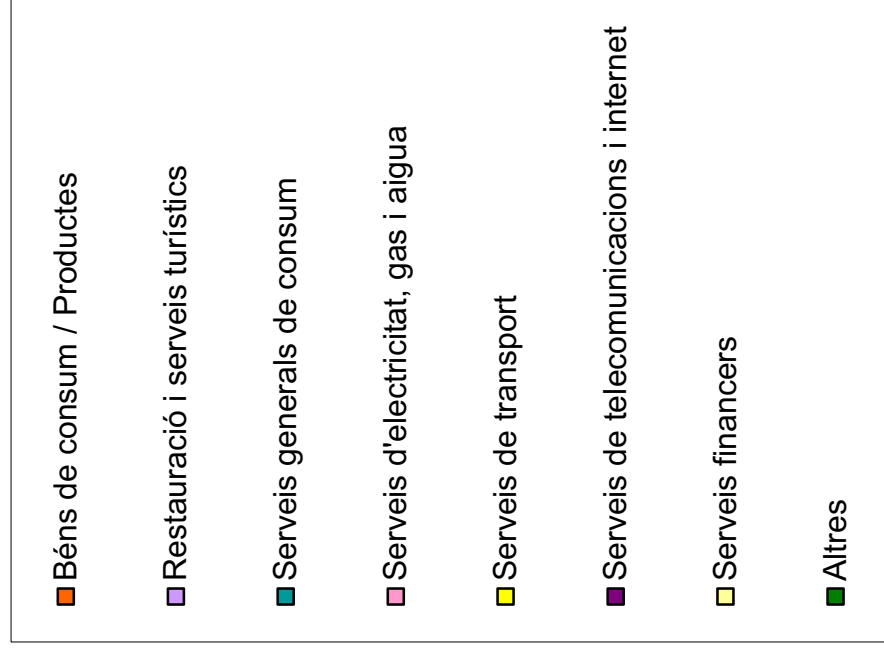 Béns de consum / Productes
Restauració i serveis turístics
Serveis generals de consum
Serveis d'electricitat, gas i aigua
Serveis de transport
Serveis de telecomunicacions i internet
Serveis financers
Altres